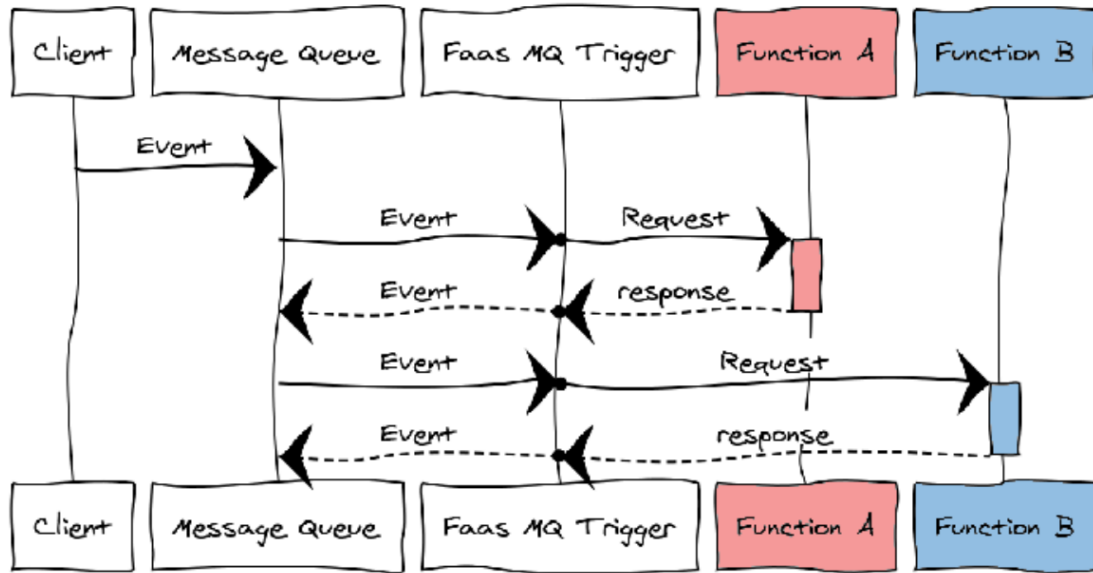 Client
Message Queue
Faas MQ Trigger
Function A
Function B
Event
Event
Request
Event
response
Event
Request
Event
response
Client
Message Queue
Faas MQ Trigger
Function A
Function B